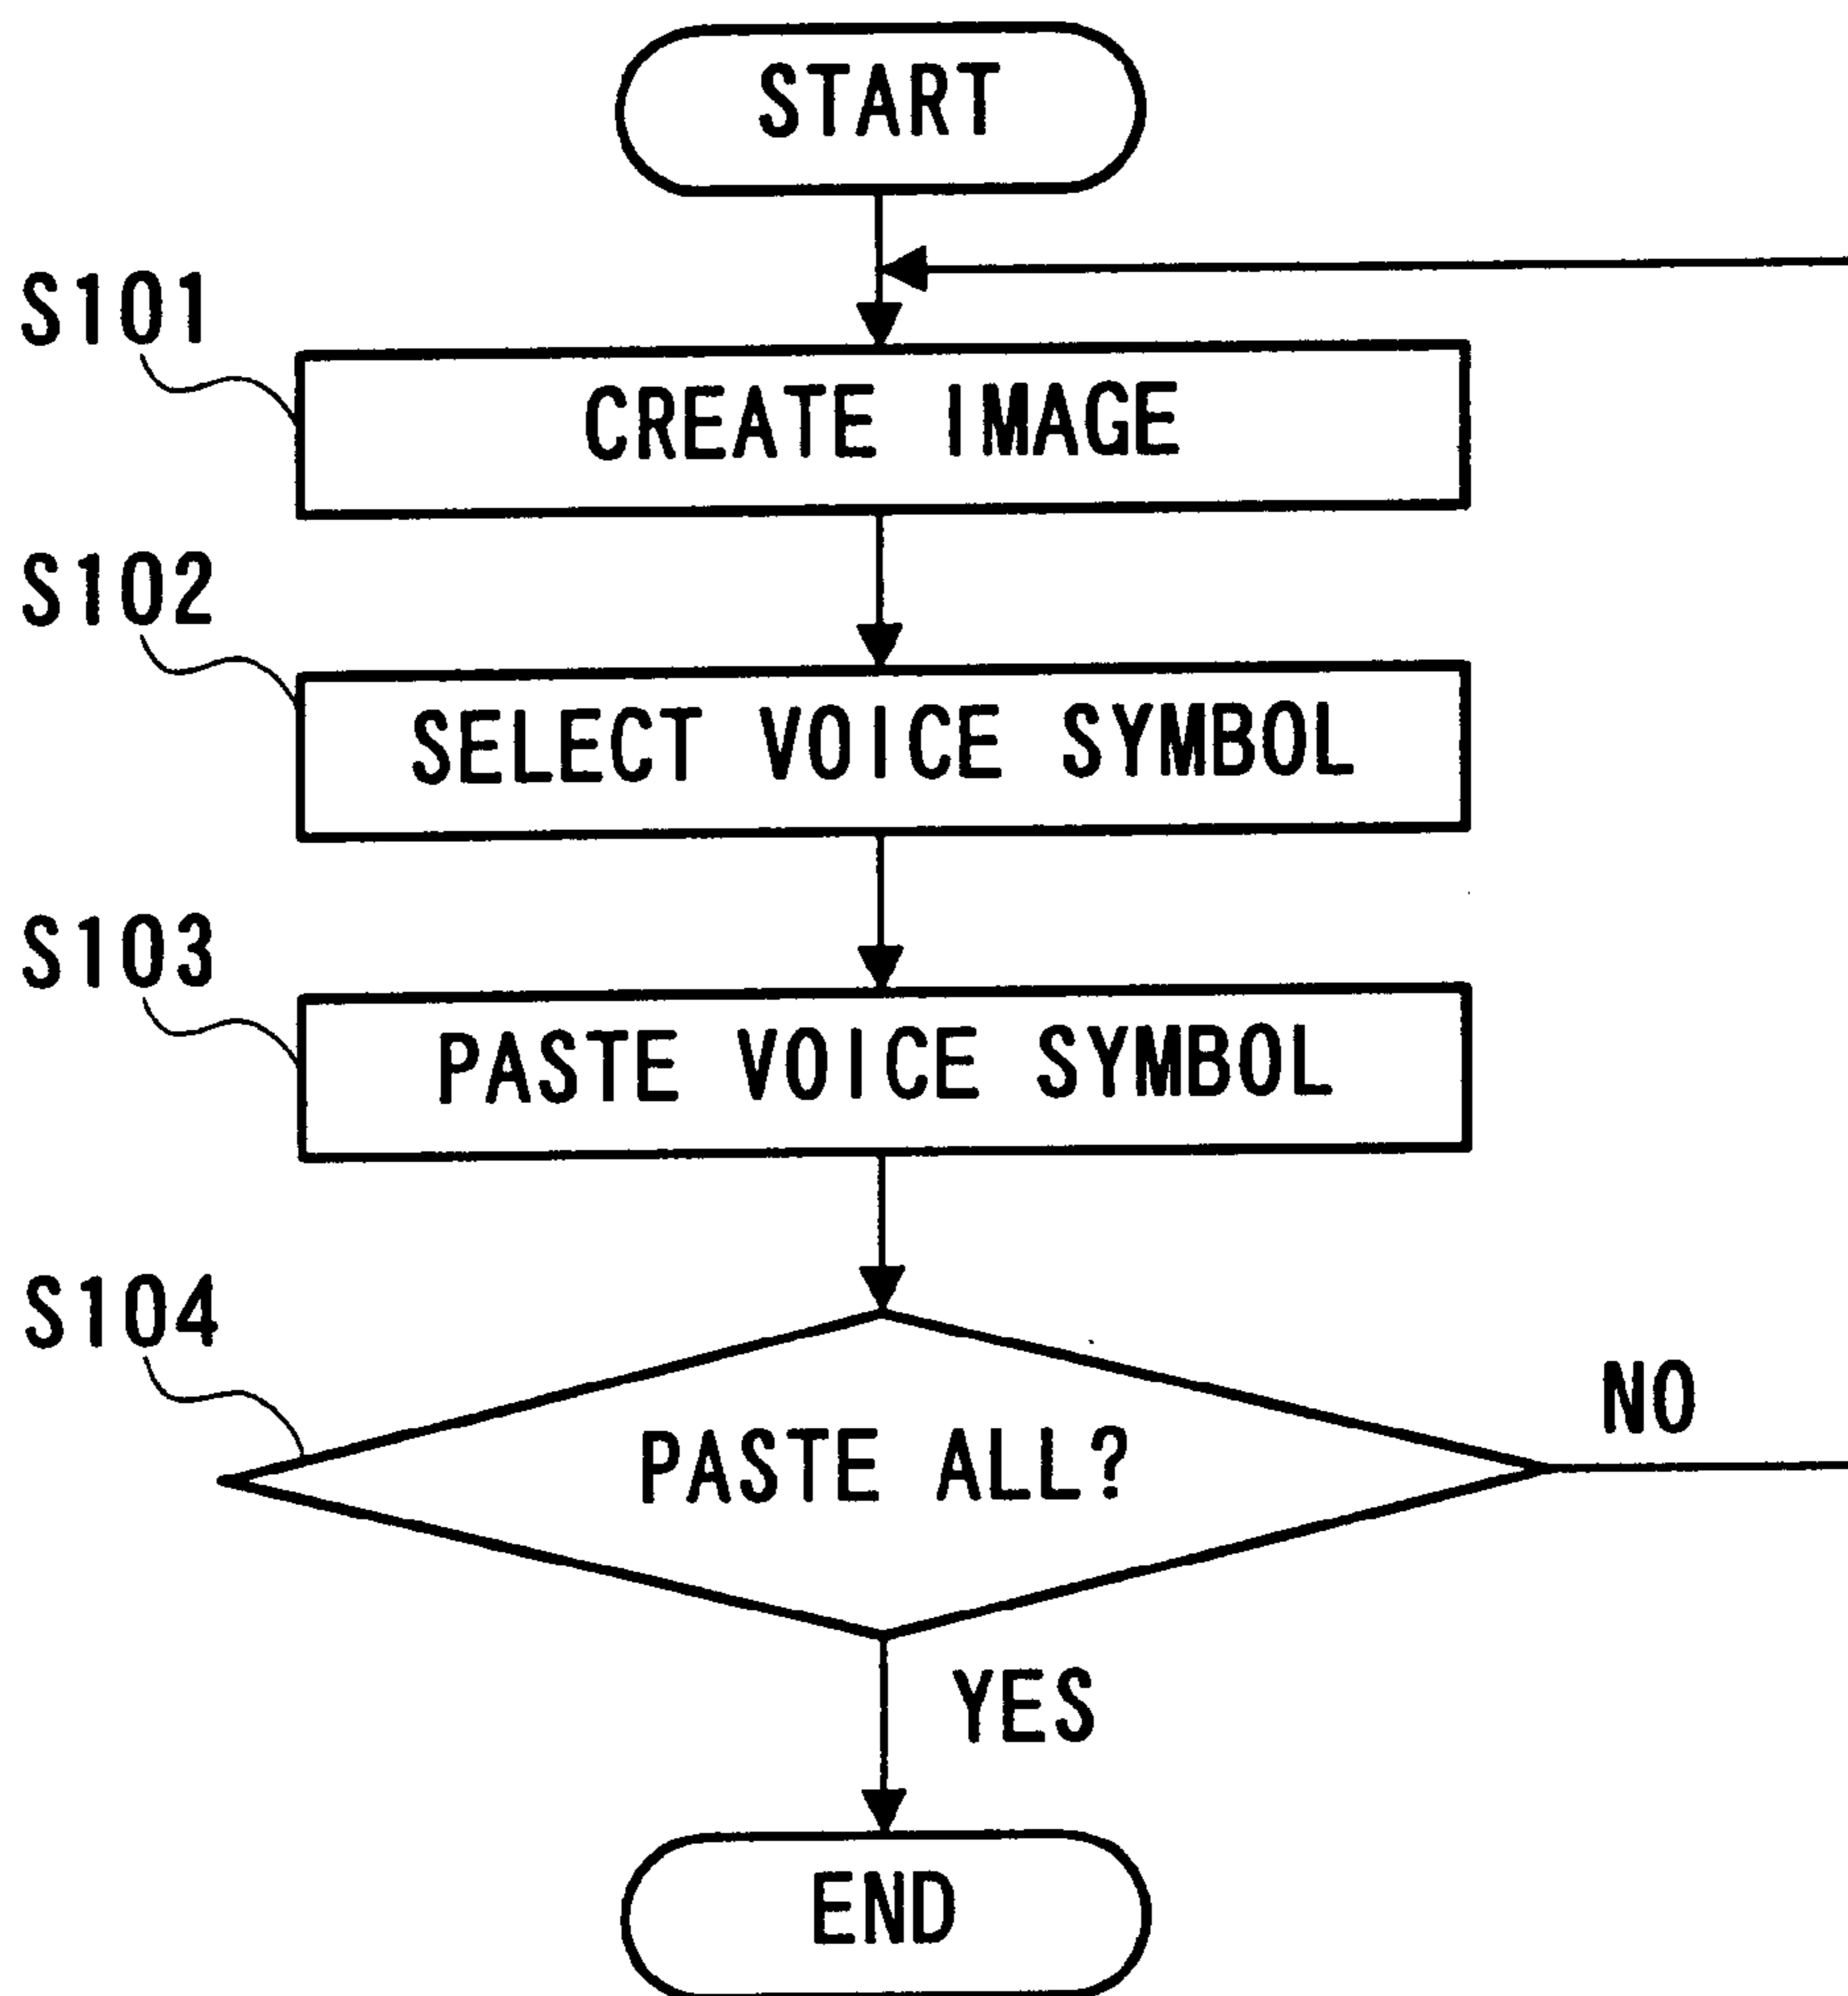 START
S101
CREATE IMAGE
S102
SELECT VOICE SYMBOL
S103
PASTE VOICE SYMBOL
S104
NO
PASTE ALL?
YES
END